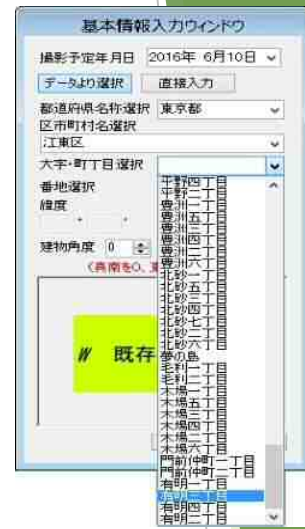 基本情報入力ウィンドウ
撮影予定年月日 2016年 6月10日
データより選択 直接入力
都道府県名称選択 東京都
区市町村名選択
江東区
大字・町丁目選択
番地選択
緯度
建物角度 0
(真南を0、
W 既存
平野四丁目
平野二丁目
豊洲一丁目
豊洲五丁目
豊洲三丁目
豊洲四丁目
豊洲二丁目
豊洲六丁目
北砂一丁目
北砂五丁目
北砂三丁目
北砂四丁目
北砂七丁目
北砂二丁目
北砂六丁目
夢の島
毛利一丁目
毛利二丁目
木場一丁目
木場五丁目
木場三丁目
木場四丁目
木場二丁目
木場六丁目
門前仲町一丁目
門前仲町二丁目
有明一丁目
有明三丁目
有明四丁目
有明二丁目